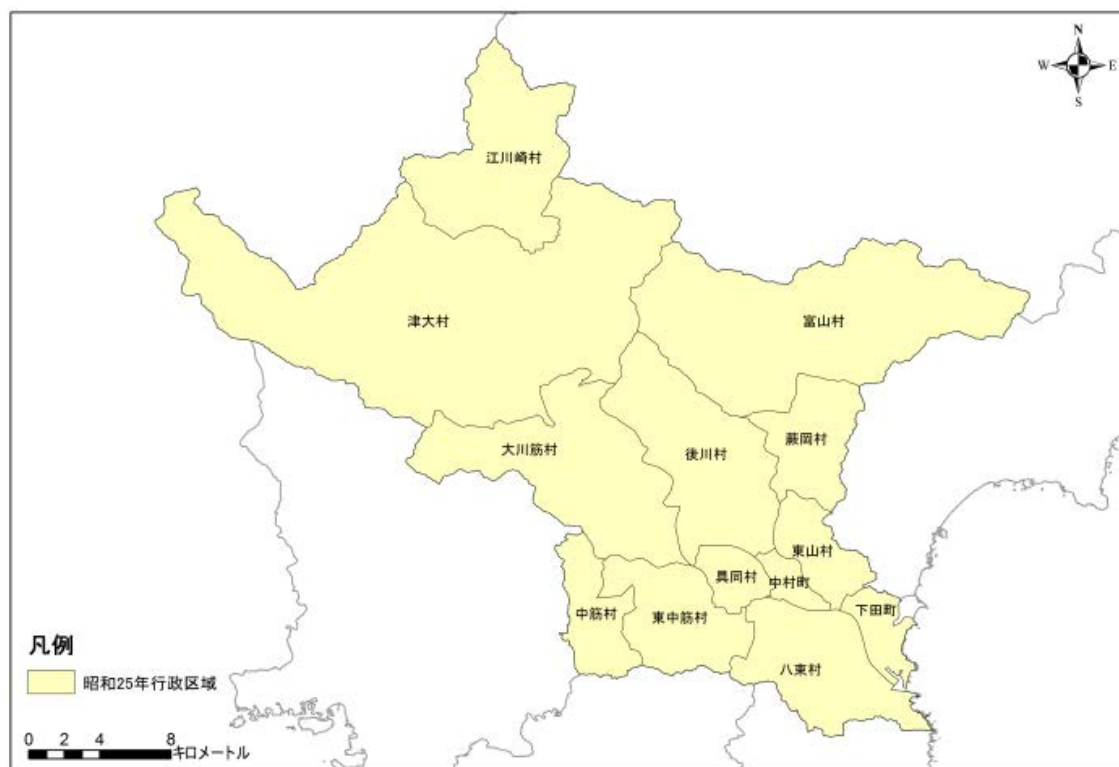 N
W E
S
江川崎村
津大村
富山村
蕨岡村
大川筋村
後川村
東山村
具同村
中村町
下田町
中筋村
東中筋村
八束村
凡例
昭和25年行政区域
0 2 4 8
キロメートル